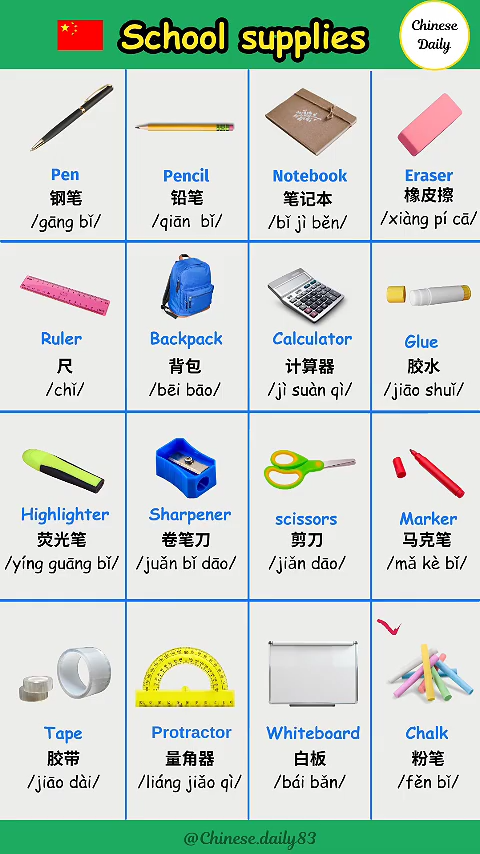 School supplies
Chinese
Daily
Pen
钢笔
/gāng bǐ/
Pencil
铅笔
/qiān bǐ/
Notebook
笔记本
/bǐ jì běn/
Eraser
橡皮擦
/xiàng pí cā/
Ruler
尺
/chǐ/
Backpack
背包
/bēi bāo/
Calculator
计算器
/jì suàn qì/
Glue
胶水
/jiāo shuǐ/
Highlighter
荧光笔
/yíng guāng bǐ/
Sharpener
卷笔刀
/juǎn bǐ dāo/
scissors
剪刀
/jiǎn dāo/
Marker
马克笔
/mǎ kè bǐ/
Tape
胶带
/jiāo dài/
Protractor
量角器
/liáng jiǎo qì/
Whiteboard
白板
/bái bǎn/
Chalk
粉笔
/fěn bǐ/
@Chinese.daily83